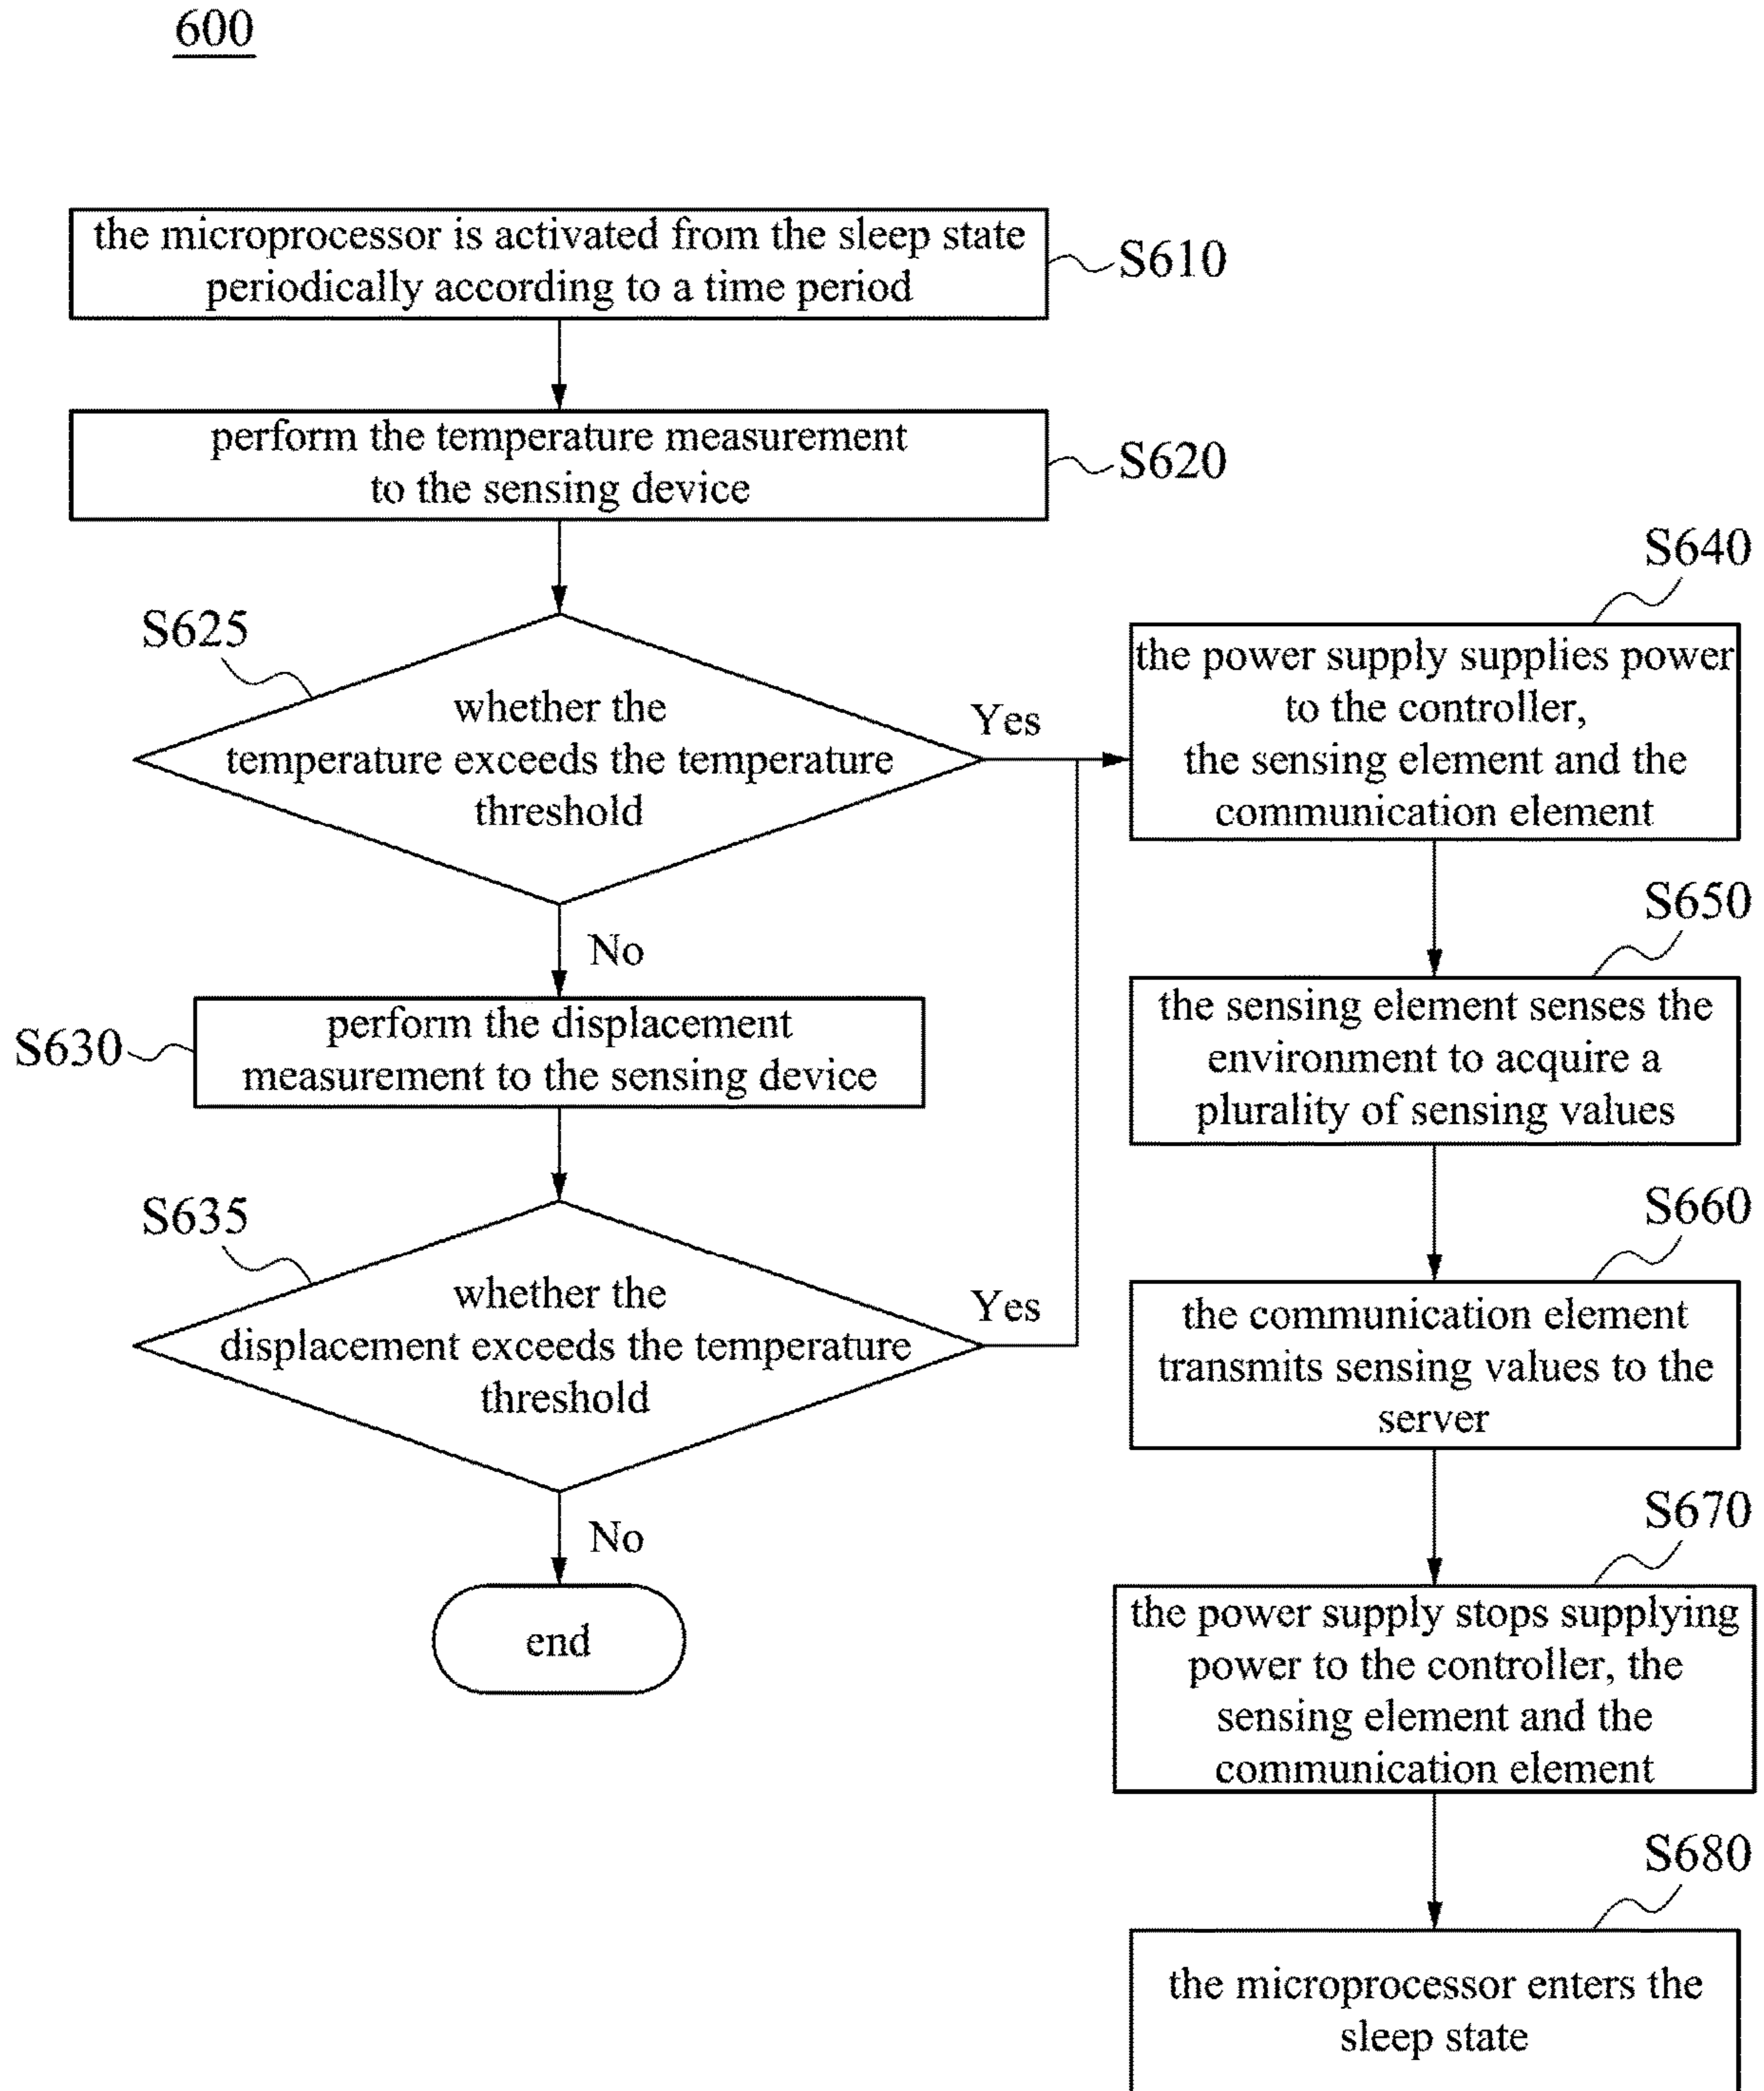 600
the microprocessor is activated from the sleep state
periodically according to a time period
S610
perform the temperature measurement
to the sensing device
S620
S625
whether the
temperature exceeds the temperature
threshold
Yes
No
S630
perform the displacement
measurement to the sensing device
S635
whether the
displacement exceeds the temperature
threshold
Yes
No
end
S640
the power supply supplies power
to the controller,
the sensing element and the
communication element
S650
the sensing element senses the
environment to acquire a
plurality of sensing values
S660
the communication element
transmits sensing values to the
server
S670
the power supply stops supplying
power to the controller, the
sensing element and the
communication element
S680
the microprocessor enters the
sleep state